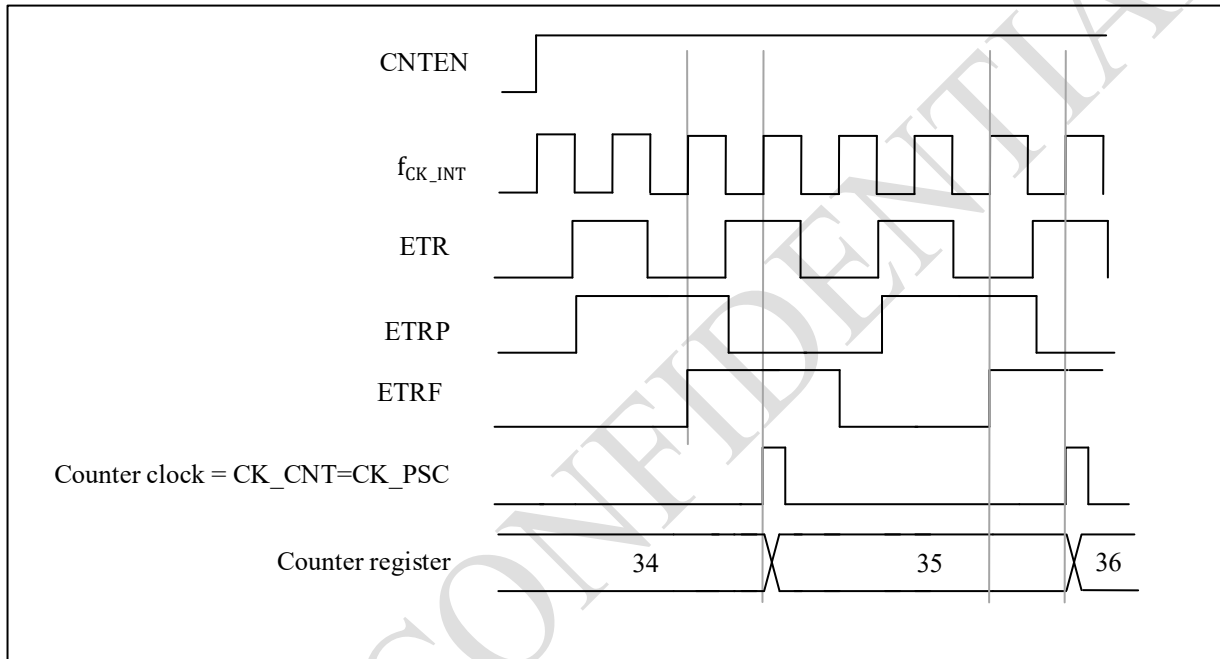 CNTEN
fCK_INT
ETR
ETRP
ETRF
Counter clock = CK_CNT=CK_PSC
Counter register 34 35 36
CONFIDENTIAL